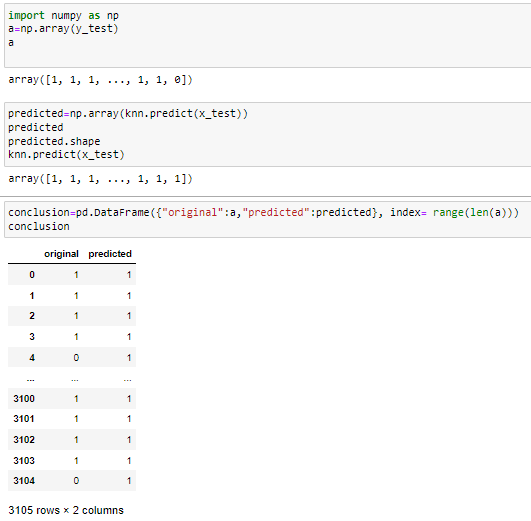 import numpy as np
a=np.array(y_test)
a
array([1, 1, 1, ..., 1, 1, 0])
predicted=np.array(knn.predict(x_test))
predicted
predicted.shape
knn.predict(x_test)
array([1, 1, 1, ..., 1, 1, 1])
conclusion=pd.DataFrame({"original":a,"predicted":predicted}, index= range(len(a)))
conclusion
original predicted
0 1 1
1 1 1
2 1 1
3 1 1
4 0 1
... ... ...
3100 1 1
3101 1 1
3102 1 1
3103 1 1
3104 0 1
3105 rows × 2 columns